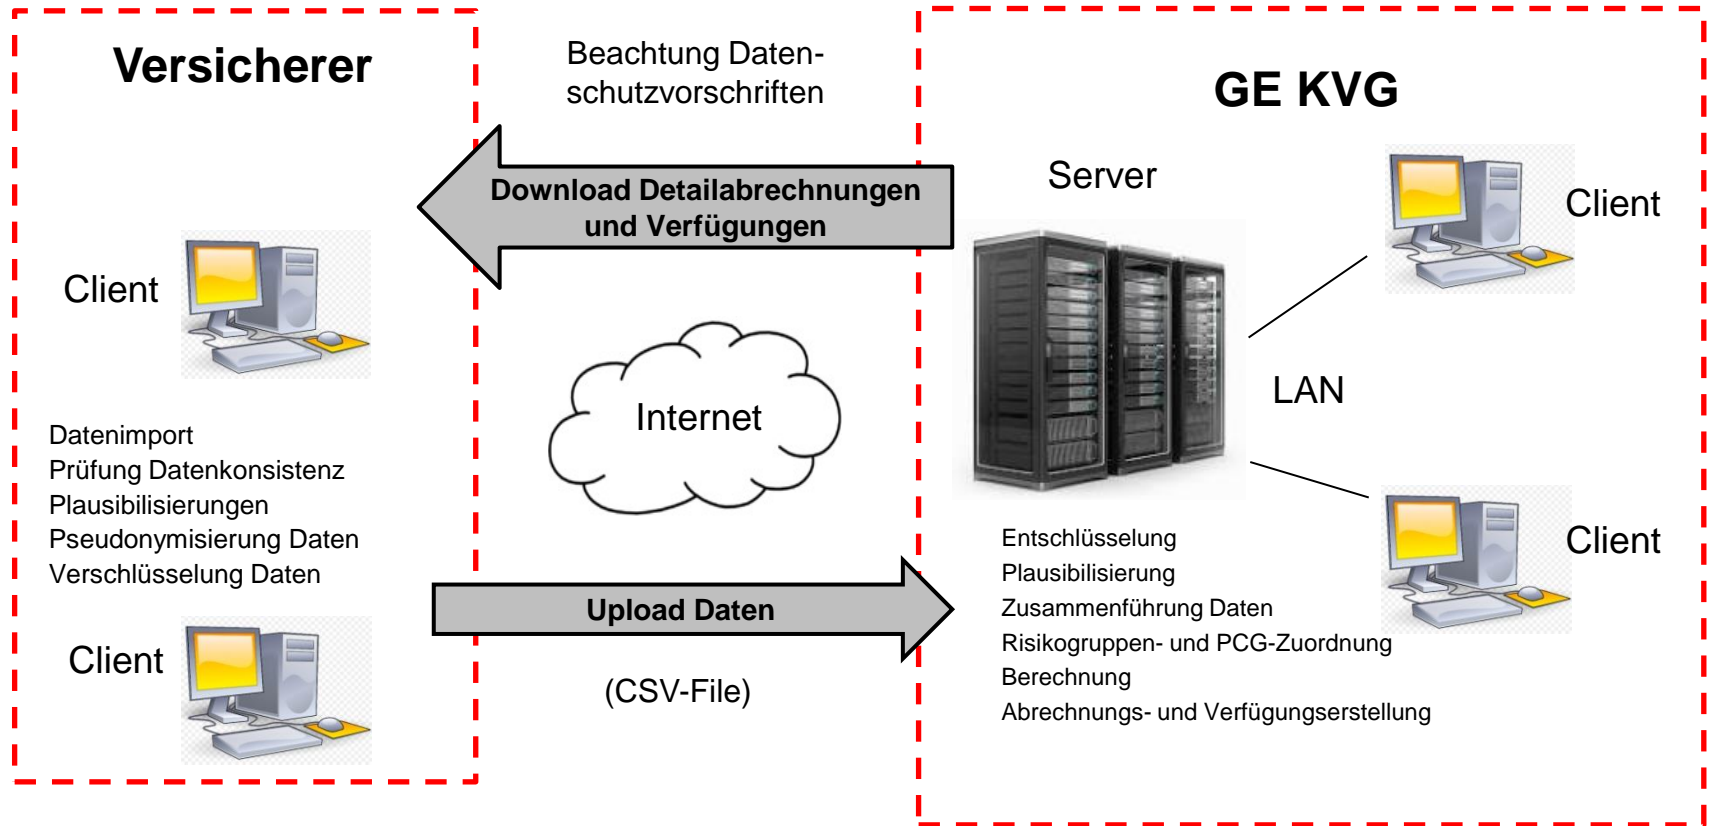 Versicherer
Client
Datenimport
Prüfung Datenkonsistenz
Plausibilisierungen
Pseudonymisierung Daten
Verschlüsselung Daten
Client
Beachtung Daten-
schutzvorschriften
Download Detailabrechnungen
und Verfügungen
Internet
Upload Daten
(CSV-File)
GE KVG
Server
Client
LAN
Client
Entschlüsselung
Plausibilisierung
Zusammenführung Daten
Risikogruppen- und PCG-Zuordnung
Berechnung
Abrechnungs- und Verfügungserstellung